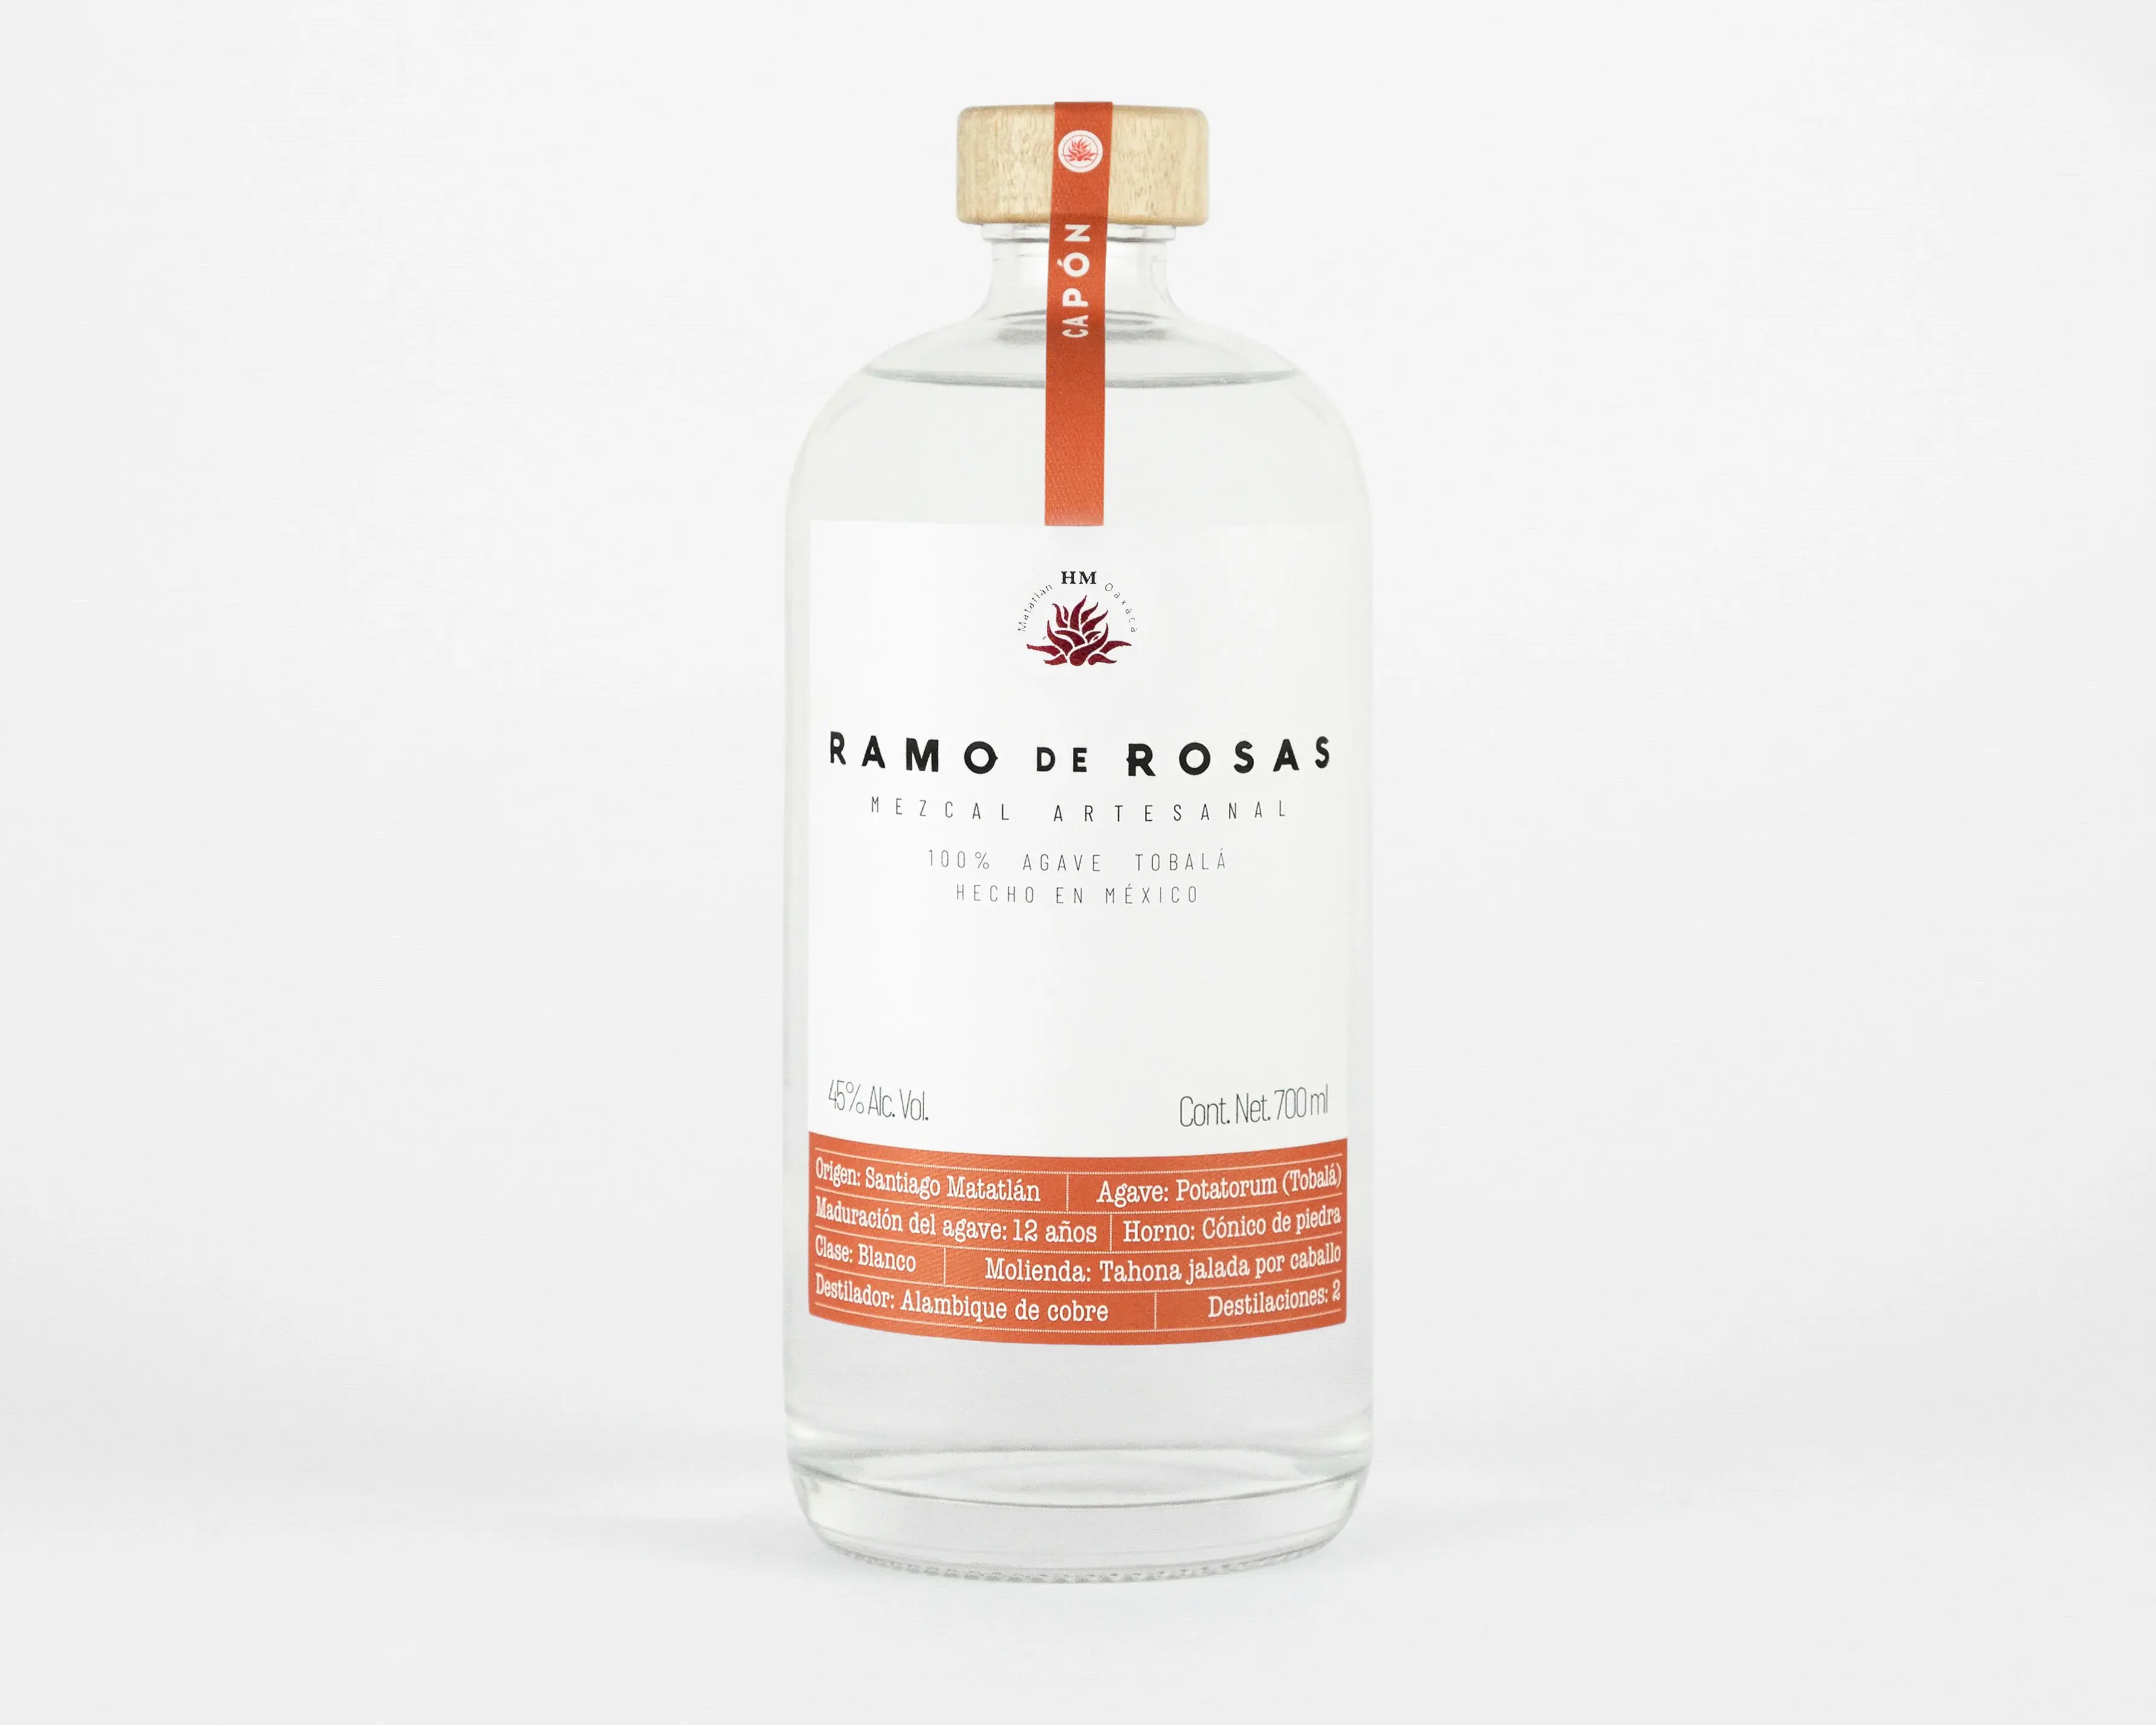 CAPÓN
HM
Matatlán Oaxaca
RAMO DE ROSAS
MEZCAL ARTESANAL
100% AGAVE TOBALÁ
HECHO EN MÉXICO
45% Alc. Vol. Cont. Net. 700 ml
Origen: Santiago Matatlán Agave: Potatorum (Tobalá)
Maduración del agave: 12 años Horno: Cónico de piedra
Clase: Blanco Molienda: Tahona jalada por caballo
Destilador: Alambique de cobre Destilaciones: 2